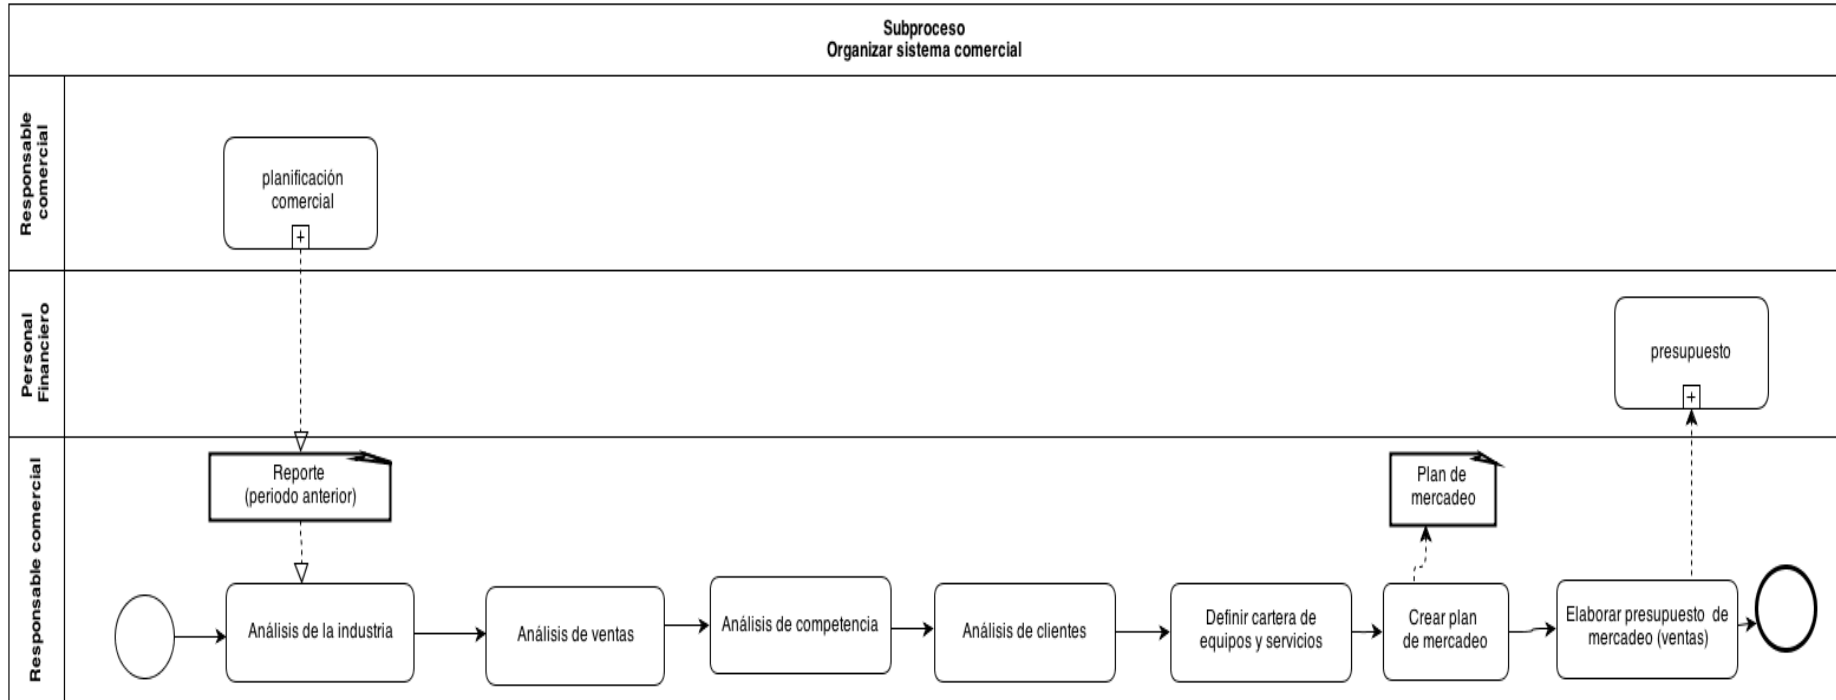 Subproceso
Organizar sistema comercial
Responsable
comercial
planificación
comercial
+
Personal
Financiero
presupuesto
+
Responsable comercial
Reporte
(periodo anterior)
Plan de
mercadeo
Análisis de la industria
Análisis de ventas
Análisis de competencia
Análisis de clientes
Definir cartera de
equipos y servicios
Crear plan
de mercadeo
Elaborar presupuesto de
mercadeo (ventas)